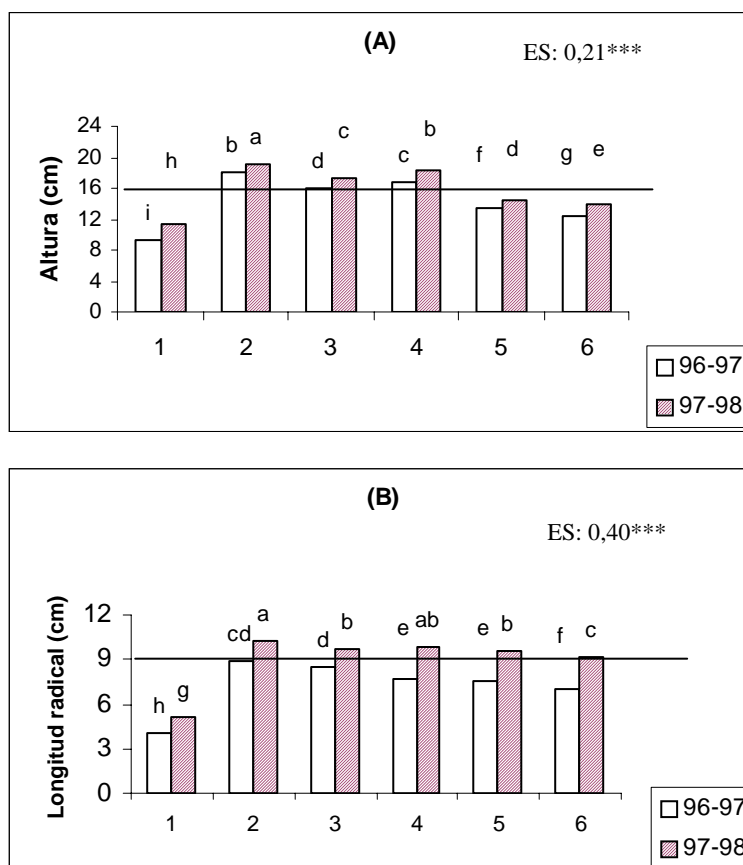 (A)
ES: 0,21***
Altura (cm)
24
20
16
12
8
4
0
i h b a d c c b f d g e
1 2 3 4 5 6
96-97
97-98
(B)
ES: 0,40***
Longitud radical (cm)
12
9
6
3
0
h g cd a d b e ab e b f c
1 2 3 4 5 6
96-97
97-98